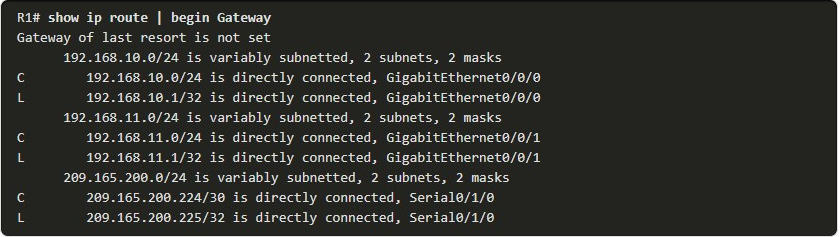 R1# show ip route | begin Gateway
Gateway of last resort is not set
192.168.10.0/24 is variably subnetted, 2 subnets, 2 masks
C 192.168.10.0/24 is directly connected, GigabitEthernet0/0/0
L 192.168.10.1/32 is directly connected, GigabitEthernet0/0/0
192.168.11.0/24 is variably subnetted, 2 subnets, 2 masks
C 192.168.11.0/24 is directly connected, GigabitEthernet0/0/1
L 192.168.11.1/32 is directly connected, GigabitEthernet0/0/1
209.165.200.0/24 is variably subnetted, 2 subnets, 2 masks
C 209.165.200.224/30 is directly connected, Serial0/1/0
L 209.165.200.225/32 is directly connected, Serial0/1/0